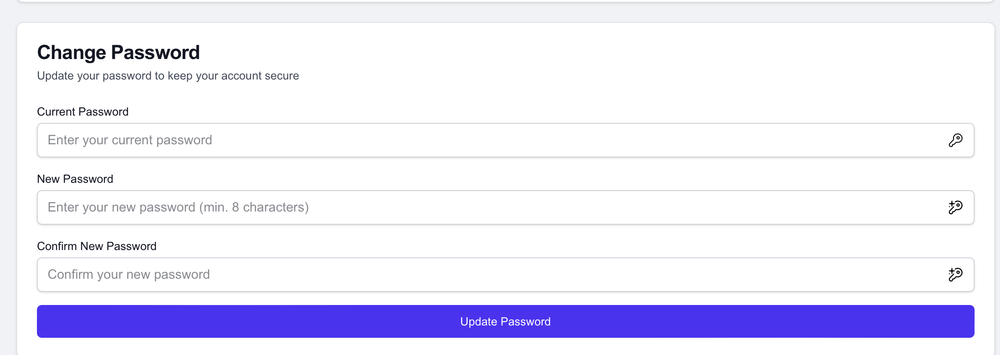 Change Password
Update your password to keep your account secure
Current Password
Enter your current password
New Password
Enter your new password (min. 8 characters)
Confirm New Password
Confirm your new password
Update Password